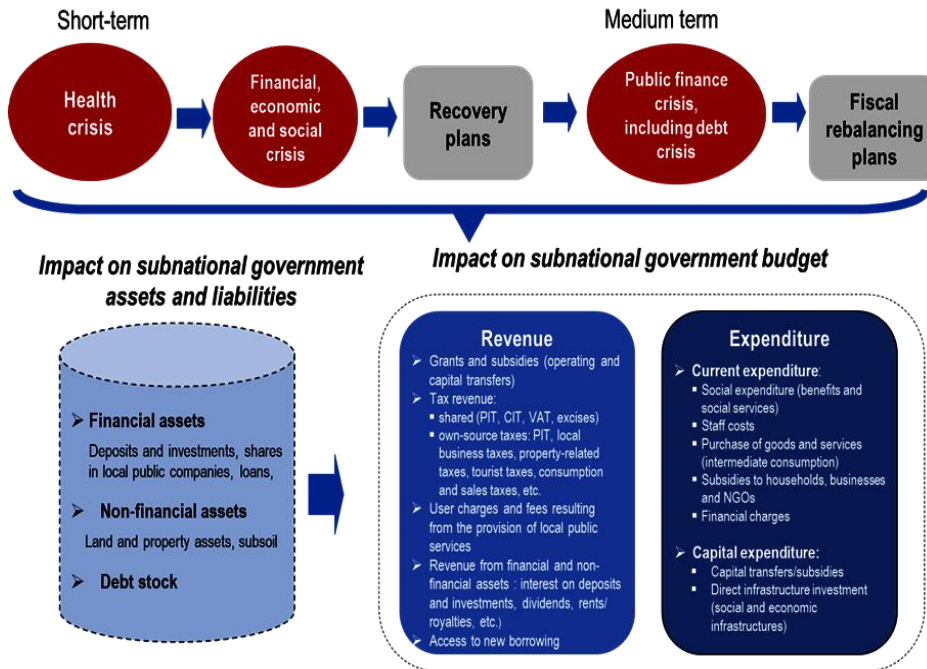 Short-term
Medium term
Health
crisis
Financial,
economic
and social
crisis
Recovery
plans
Public finance
crisis,
including debt
crisis
Fiscal
rebalancing
plans
Impact on subnational government
assets and liabilities
Impact on subnational government budget
➢ Financial assets
Deposits and investments, shares
in local public companies, loans,
➢ Non-financial assets
Land and property assets, subsoil
➢ Debt stock
Revenue
➢ Grants and subsidies (operating and
capital transfers)
➢ Tax revenue:
▪ shared (PIT, CIT, VAT, excises)
▪ own-source taxes: PIT, local
business taxes, property-related
taxes, tourist taxes, consumption
and sales taxes, etc.
➢ User charges and fees resulting
from the provision of local public
services
➢ Revenue from financial and non-
financial assets : interest on deposits
and investments, dividends, rents/
royalties, etc.)
➢ Access to new borrowing
Expenditure
➢ Current expenditure:
▪ Social expenditure (benefits and
social services)
▪ Staff costs
▪ Purchase of goods and services
(intermediate consumption)
▪ Subsidies to households, businesses
and NGOs
▪ Financial charges
➢ Capital expenditure:
▪ Capital transfers/subsidies
▪ Direct infrastructure investment
(social and economic
infrastructures)